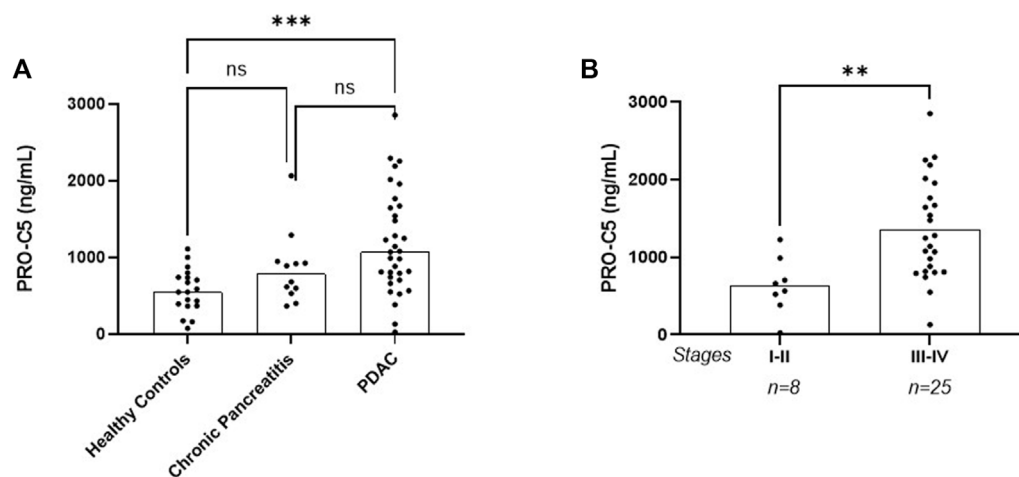 A
***
ns
ns
PRO-C5 (ng/mL)
3000
2000
1000
0
Healthy Controls
Chronic Pancreatitis
PDAC
B
**
PRO-C5 (ng/mL)
3000
2000
1000
0
Stages I-II III-IV
n=8 n=25